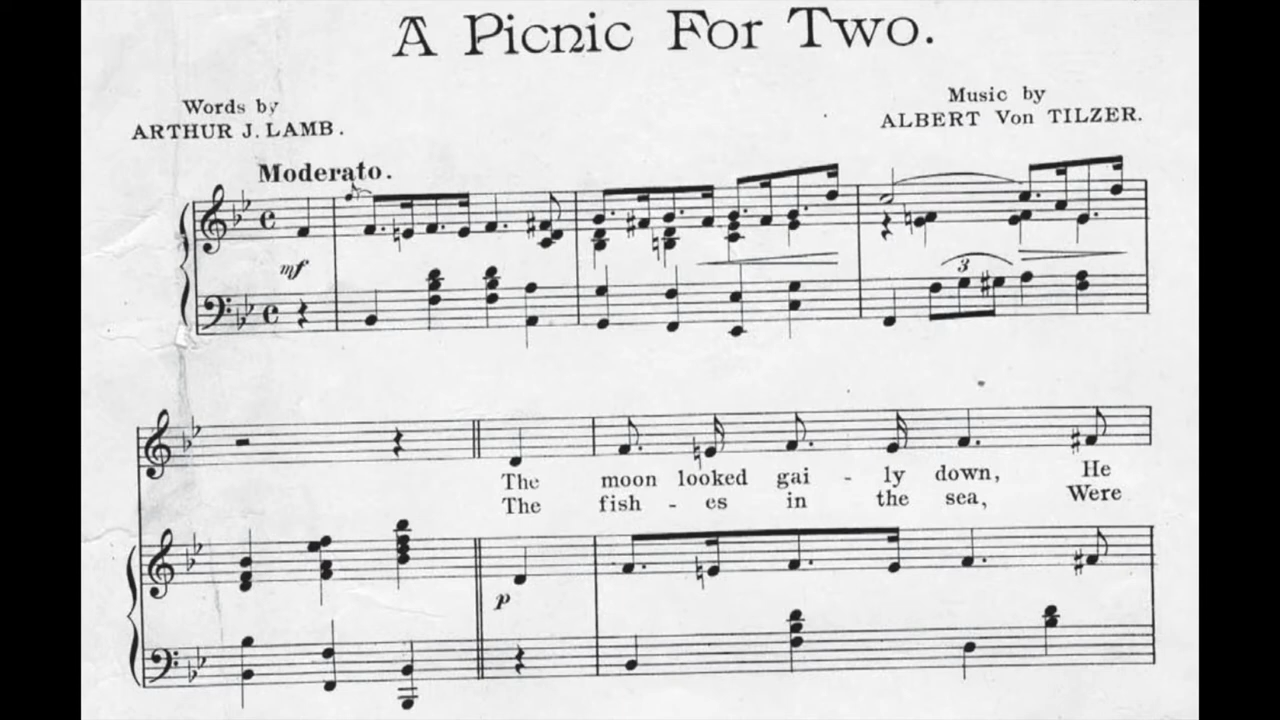 A Picnic For Two.
Words by
ARTHUR J. LAMB.
Music by
ALBERT Von TILZER.
Moderato.
mf
3
The moon looked gai - ly down, He
The fish - es in the sea, Were
p